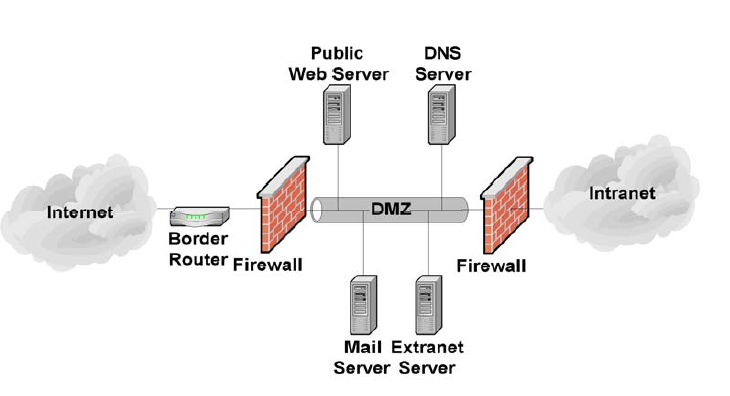 Public
Web Server
DNS
Server
Internet
Border
Router
Firewall
DMZ
Firewall
Intranet
Mail
Server
Extranet
Server